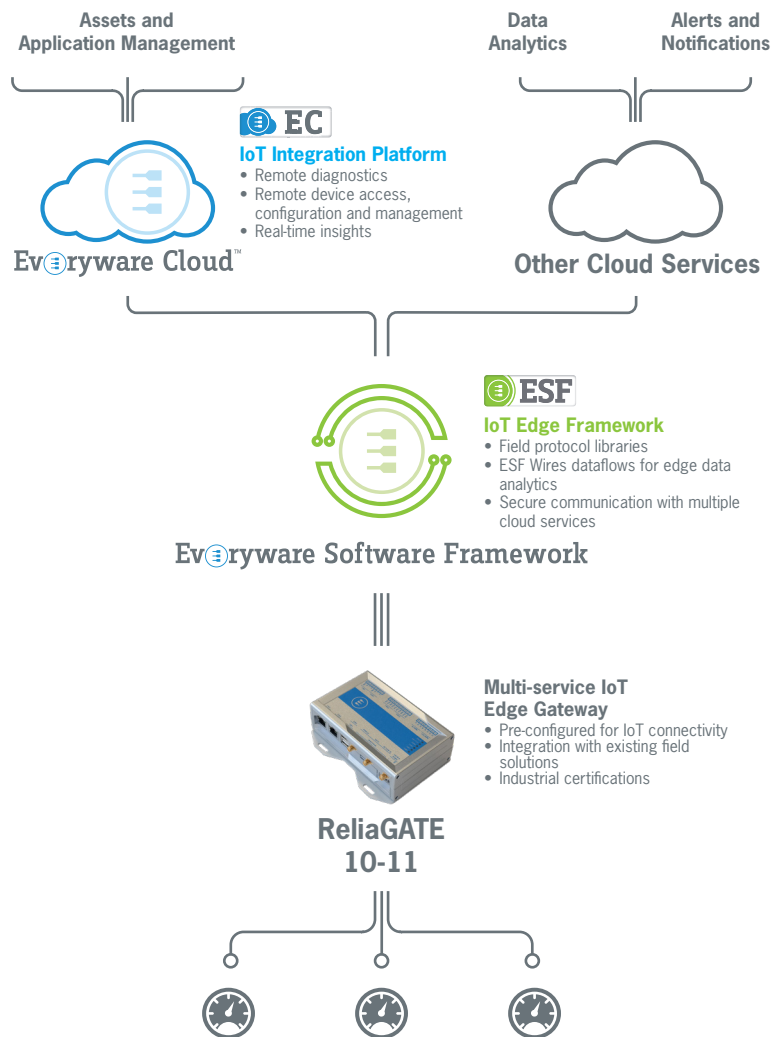 Assets and
Application Management
Data
Analytics
Alerts and
Notifications
EC
IoT Integration Platform
• Remote diagnostics
• Remote device access,
configuration and management
• Real-time insights
Everyware Cloud™
Other Cloud Services
ESF
IoT Edge Framework
• Field protocol libraries
• ESF Wires dataflows for edge data
analytics
• Secure communication with multiple
cloud services
Everyware Software Framework
Multi-service IoT
Edge Gateway
• Pre-configured for IoT connectivity
• Integration with existing field
solutions
• Industrial certifications
ReliaGATE
10-11